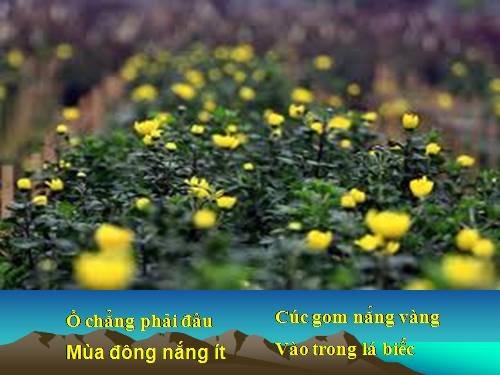 Ồ chẳng phải đâu
Mùa đông nắng ít
Cúc gom nắng vàng
Vào trong lá biếc